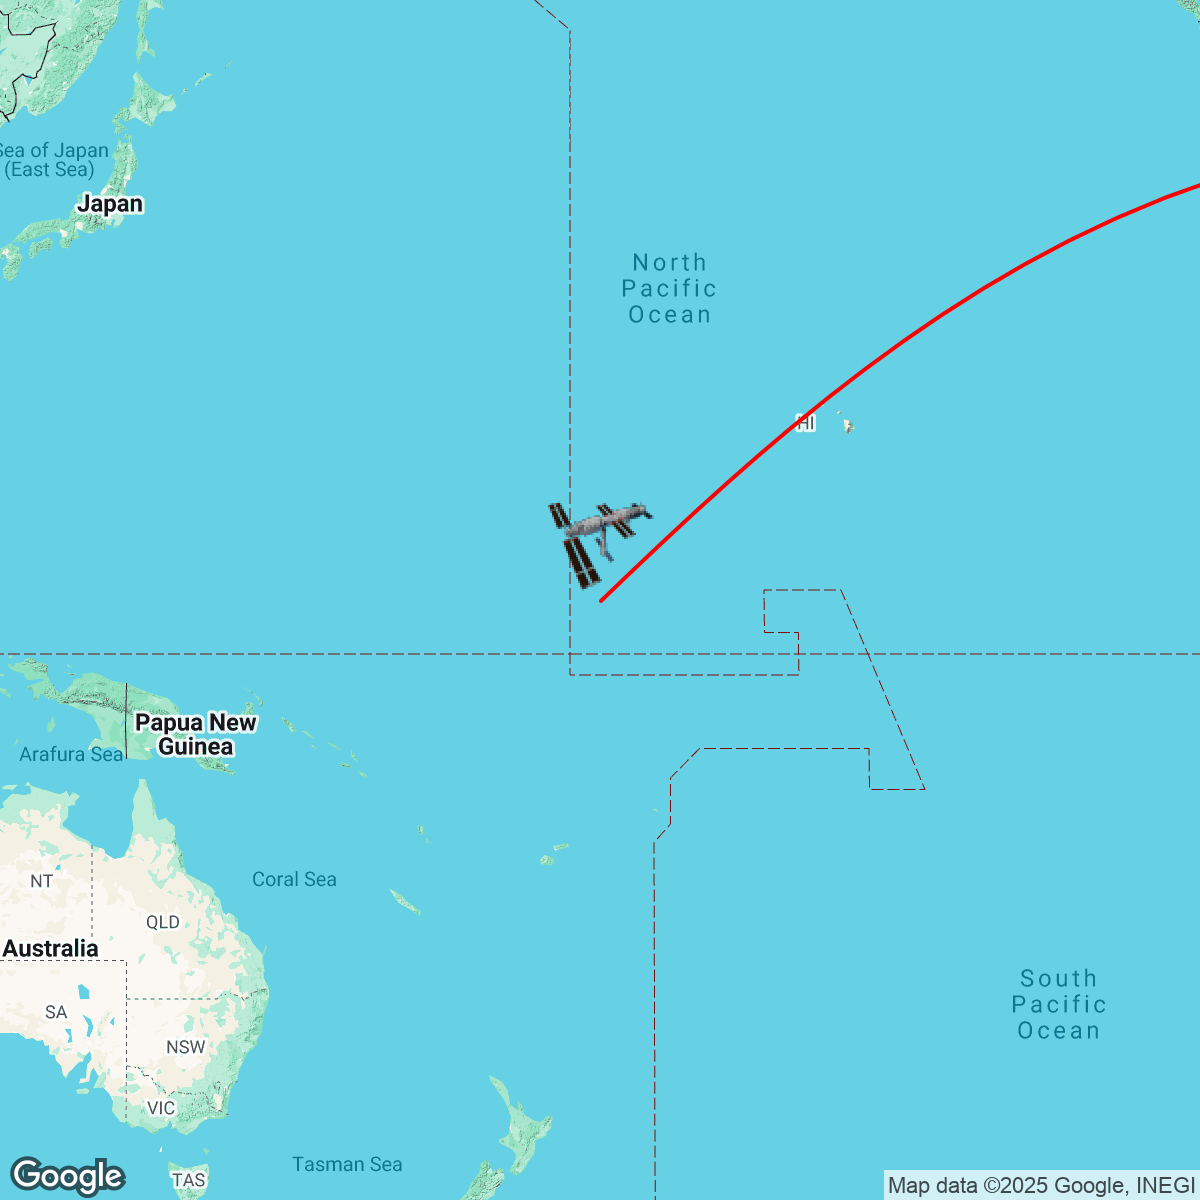 Sea of Japan
(East Sea)
Japan
North
Pacific
Ocean
HI
Papua New
Guinea
Arafura Sea
NT
Coral Sea
QLD
Australia
South
Pacific
Ocean
SA
NSW
VIC
Tasman Sea
TAS
Google
Map data ©2025 Google, INEGI